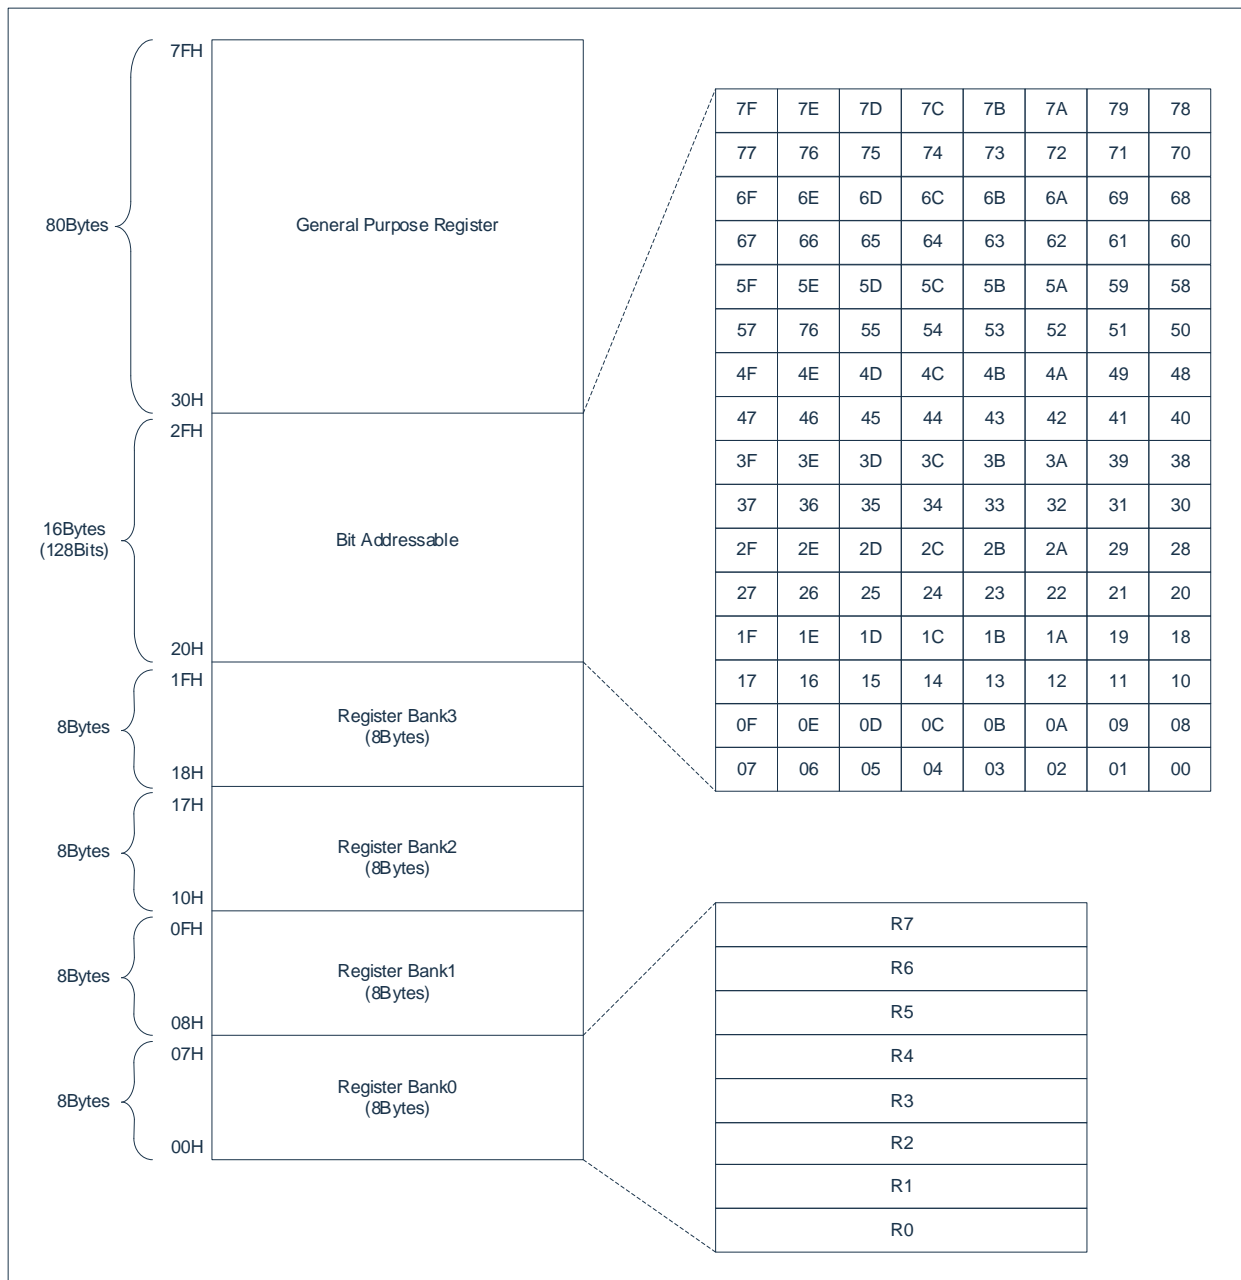 7FH
80Bytes
General Purpose Register
30H
2FH
16Bytes
(128Bits)
Bit Addressable
20H
1FH
8Bytes
Register Bank3
(8Bytes)
18H
17H
8Bytes
Register Bank2
(8Bytes)
10H
0FH
8Bytes
Register Bank1
(8Bytes)
08H
07H
8Bytes
Register Bank0
(8Bytes)
00H
7F 7E 7D 7C 7B 7A 79 78
77 76 75 74 73 72 71 70
6F 6E 6D 6C 6B 6A 69 68
67 66 65 64 63 62 61 60
5F 5E 5D 5C 5B 5A 59 58
57 76 55 54 53 52 51 50
4F 4E 4D 4C 4B 4A 49 48
47 46 45 44 43 42 41 40
3F 3E 3D 3C 3B 3A 39 38
37 36 35 34 33 32 31 30
2F 2E 2D 2C 2B 2A 29 28
27 26 25 24 23 22 21 20
1F 1E 1D 1C 1B 1A 19 18
17 16 15 14 13 12 11 10
0F 0E 0D 0C 0B 0A 09 08
07 06 05 04 03 02 01 00
R7
R6
R5
R4
R3
R2
R1
R0